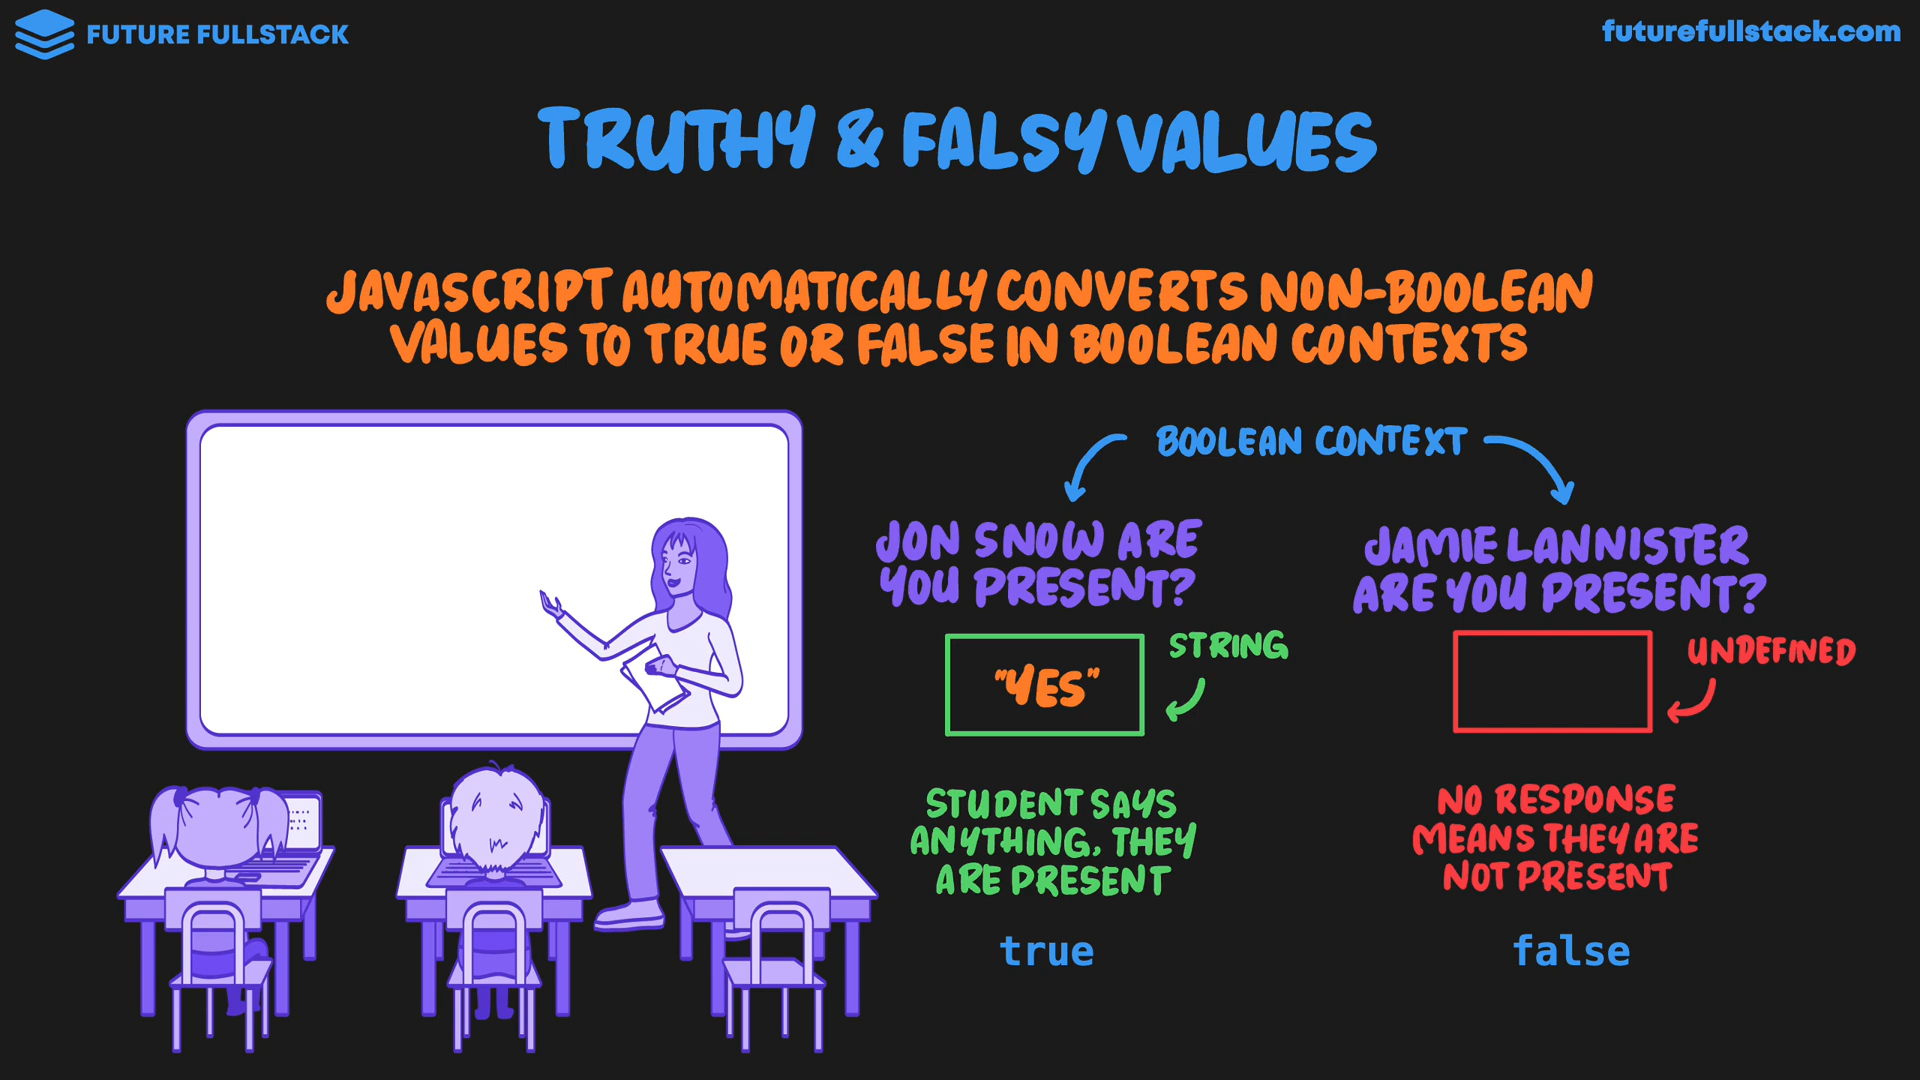 FUTURE FULLSTACK
futurefullstack.com
TRUTHY & FALSY VALUES
JAVASCRIPT AUTOMATICALLY CONVERTS NON-BOOLEAN
VALUES TO TRUE OR FALSE IN BOOLEAN CONTEXTS
BOOLEAN CONTEXT
JON SNOW ARE
YOU PRESENT?
STRING
"YES"
STUDENT SAYS
ANYTHING, THEY
ARE PRESENT
true
JAMIE LANNISTER
ARE YOU PRESENT?
UNDEFINED
NO RESPONSE
MEANS THEY ARE
NOT PRESENT
false